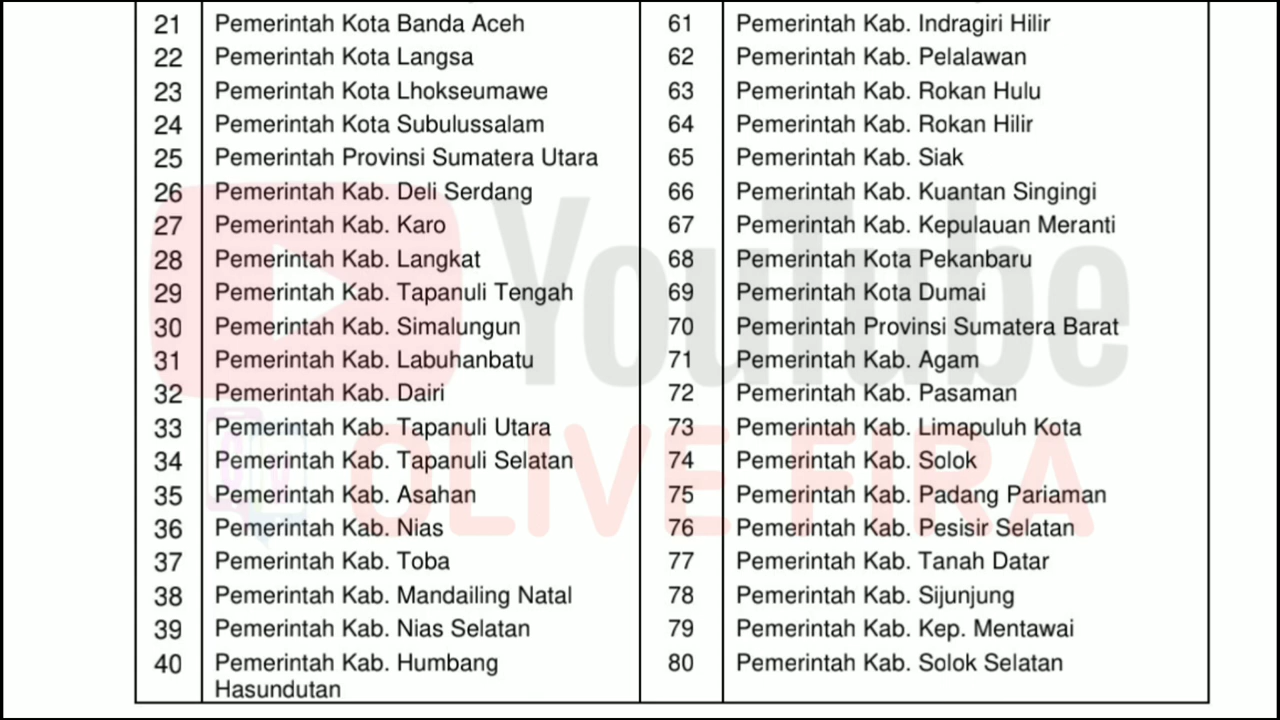 21 Pemerintah Kota Banda Aceh
22 Pemerintah Kota Langsa
23 Pemerintah Kota Lhokseumawe
24 Pemerintah Kota Subulussalam
25 Pemerintah Provinsi Sumatera Utara
26 Pemerintah Kab. Deli Serdang
27 Pemerintah Kab. Karo
28 Pemerintah Kab. Langkat
29 Pemerintah Kab. Tapanuli Tengah
30 Pemerintah Kab. Simalungun
31 Pemerintah Kab. Labuhanbatu
32 Pemerintah Kab. Dairi
33 Pemerintah Kab. Tapanuli Utara
34 Pemerintah Kab. Tapanuli Selatan
35 Pemerintah Kab. Asahan
36 Pemerintah Kab. Nias
37 Pemerintah Kab. Toba
38 Pemerintah Kab. Mandailing Natal
39 Pemerintah Kab. Nias Selatan
40 Pemerintah Kab. Humbang
Hasundutan
61 Pemerintah Kab. Indragiri Hilir
62 Pemerintah Kab. Pelalawan
63 Pemerintah Kab. Rokan Hulu
64 Pemerintah Kab. Rokan Hilir
65 Pemerintah Kab. Siak
66 Pemerintah Kab. Kuantan Singingi
67 Pemerintah Kab. Kepulauan Meranti
68 Pemerintah Kota Pekanbaru
69 Pemerintah Kota Dumai
70 Pemerintah Provinsi Sumatera Barat
71 Pemerintah Kab. Agam
72 Pemerintah Kab. Pasaman
73 Pemerintah Kab. Limapuluh Kota
74 Pemerintah Kab. Solok
75 Pemerintah Kab. Padang Pariaman
76 Pemerintah Kab. Pesisir Selatan
77 Pemerintah Kab. Tanah Datar
78 Pemerintah Kab. Sijunjung
79 Pemerintah Kab. Kep. Mentawai
80 Pemerintah Kab. Solok Selatan
YouTube
OLIVE FIRA